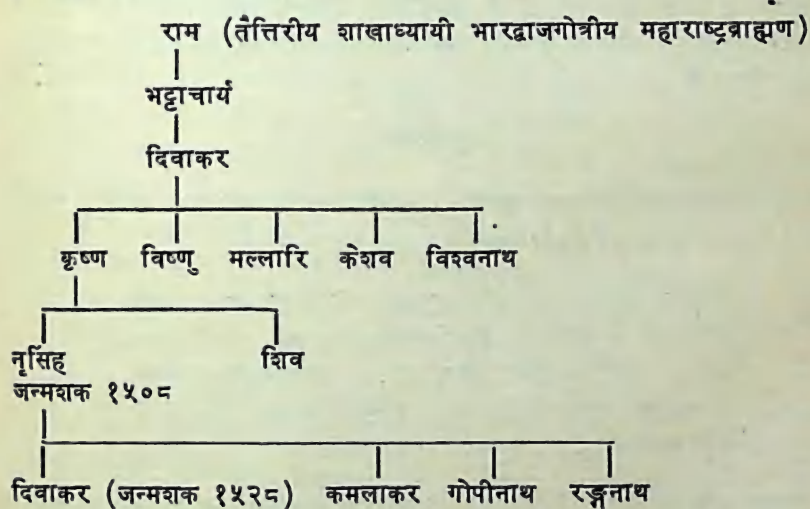 राम (तैत्तिरीय शाखाध्यायी भारद्वाजगोत्रीय महाराष्ट्रब्राह्मण)
भट्टाचार्य
दिवाकर
कृष्ण विष्णु मल्लारि केशव विश्वनाथ
नृसिंह शिव
जन्मशक १५०८
दिवाकर (जन्मशक १५२८) कमलाकर गोपीनाथ रङ्गनाथ